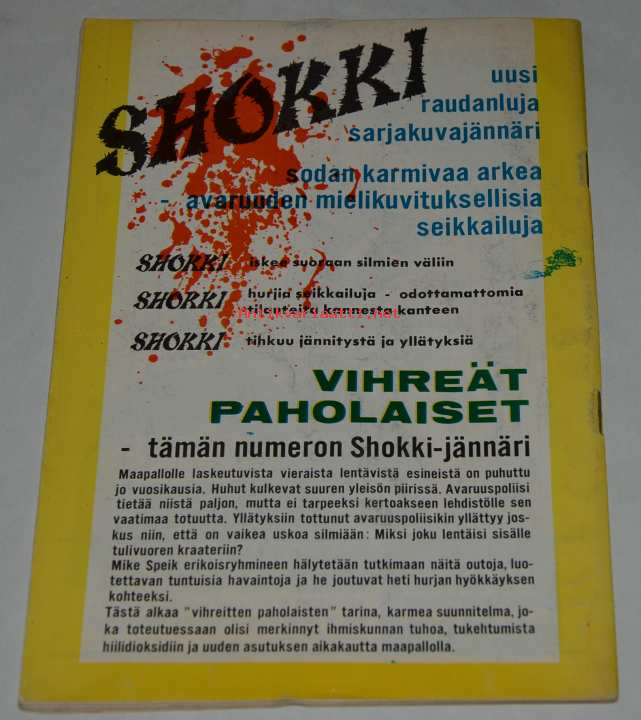 SHOKKI
uusi
raudanluja
sarjakuvajännäri
sodan karmivaa arkea
- avaruuden mielikuvituksellisia
seikkailuja
SHOKKI iskee suoraan silmien väliin
SHOKKI hurjia seikkailuja - odottamattomia
tilanteita kannesta kanteen
Antikvariaatti.net
SHOKKI tihkuu jännitystä ja yllätyksiä
VIHREÄT
PAHOLAISET
- tämän numeron Shokki-jännäri
Maapallolle laskeutuvista vieraista lentävistä esineistä on puhuttu
jo vuosikausia. Huhut kulkevat suuren yleisön piirissä. Avaruuspoliisi
tietää niistä paljon, mutta ei tarpeeksi kertoakseen lehdistölle sen
vaatimaa totuutta. Yllätyksiin tottunut avaruuspoliisikin yllättyy jos-
kus niin, että on vaikea uskoa silmiään: Miksi joku lentäisi sisälle
tulivuoren kraateriin?
Mike Speik erikoisryhmineen hälytetään tutkimaan näitä outoja, luo-
tettavan tuntuisia havaintoja ja he joutuvat heti hurjan hyökkäyksen
kohteeksi.
Tästä alkaa "vihreitten paholaisten" tarina, karmea suunnitelma, jo-
ka toteutuessaan olisi merkinnyt ihmiskunnan tuhoa, tukehtumista
hiilidioksidiin ja uuden asutuksen aikakautta maapallolla.